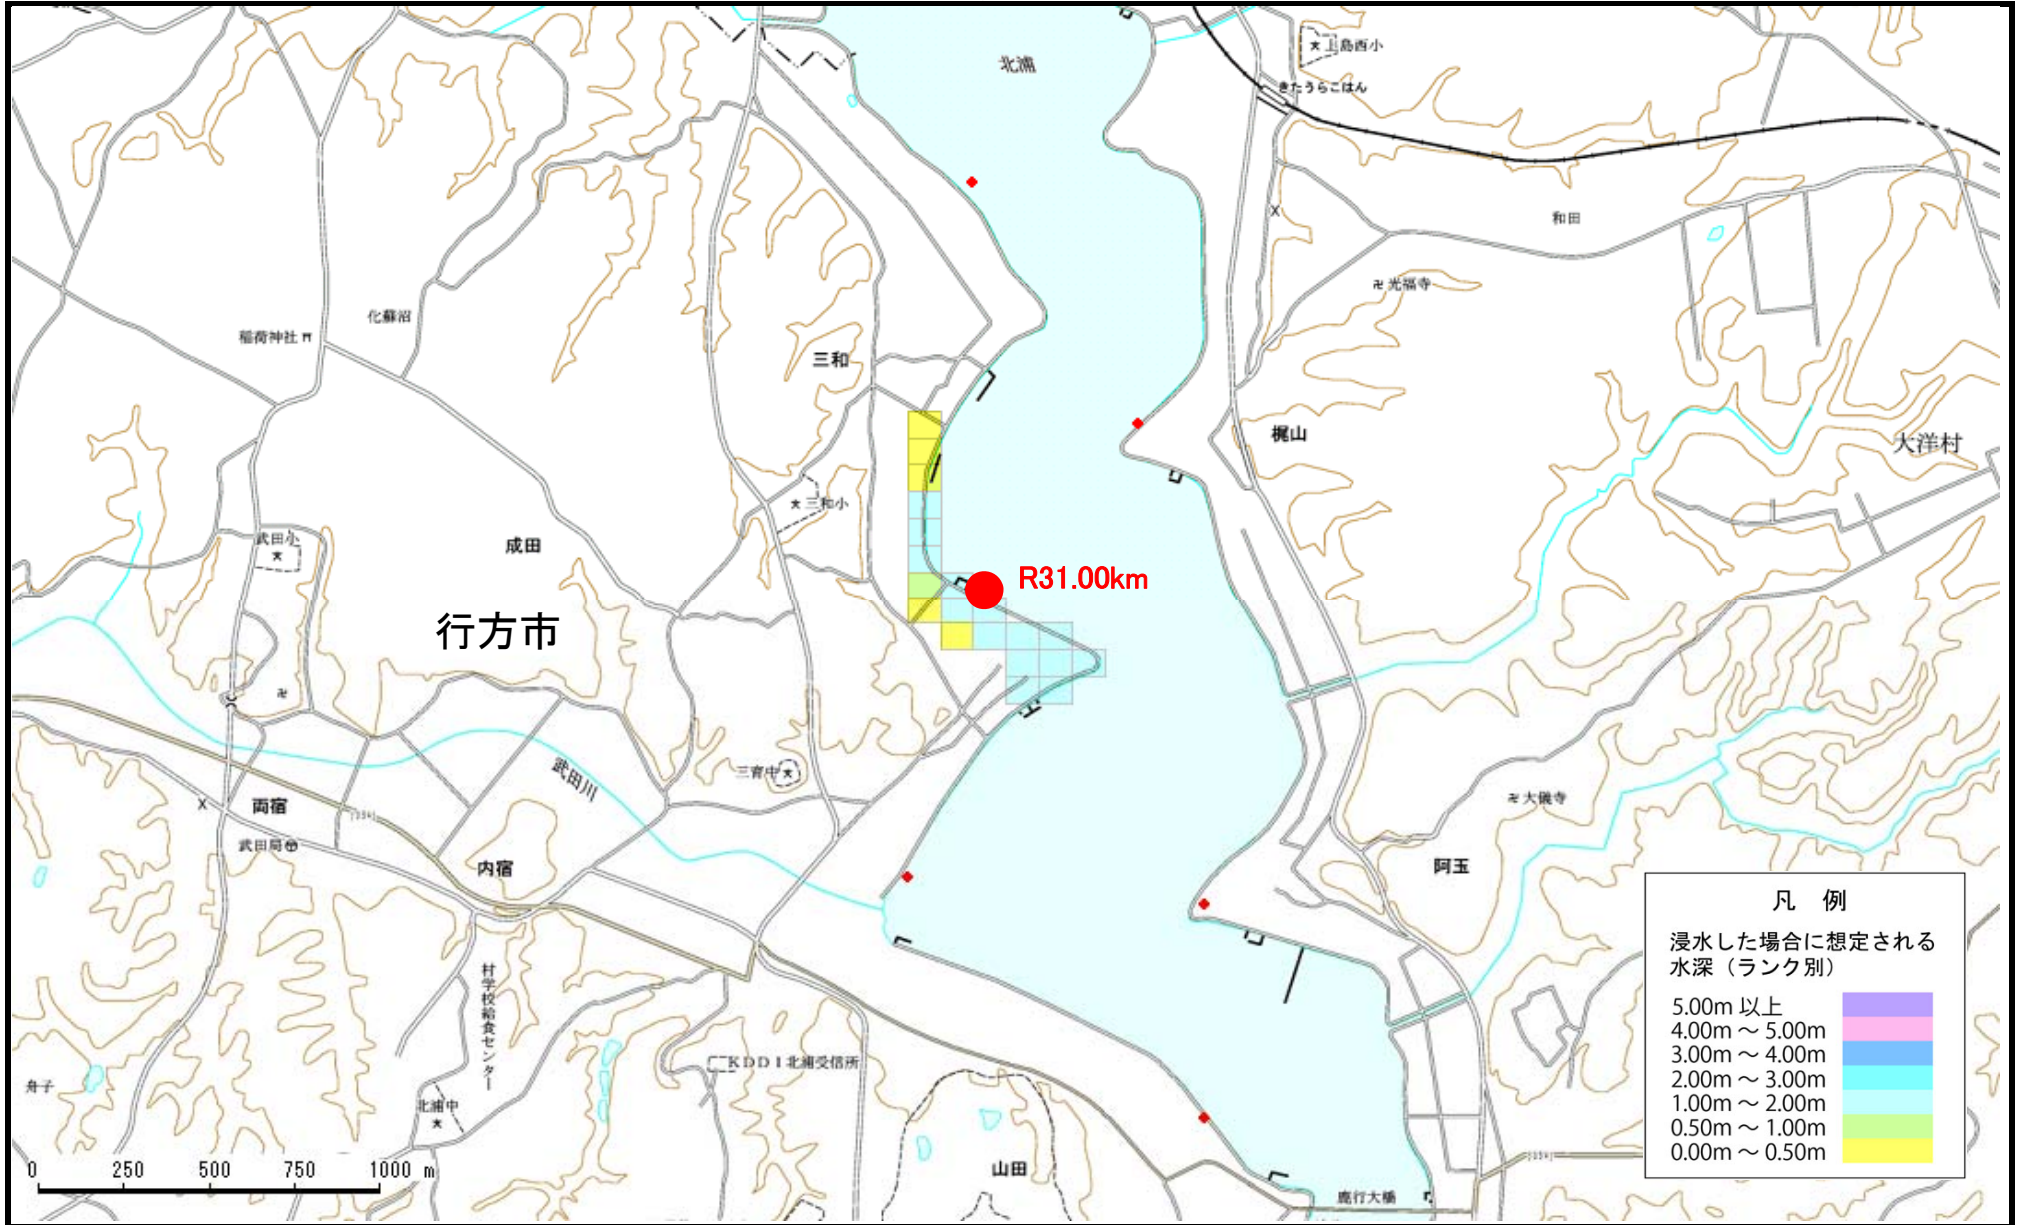 北浦
上島西小
きたうらこはん
和田
卍光福寺
化蘇沼
稲荷神社
三和
梶山
大洋村
三和小
武田小
成田
R31.00km
行方市
卍
武田川
両宿
武田局
内宿
卍大儀寺
阿玉
村学校給食センター
KDDI北浦受信所
舟子
北浦中
山田
鹿行大橋
0 250 500 750 1000 m
凡 例
浸水した場合に想定される
水深(ランク別)
5.00m 以上
4.00m ~ 5.00m
3.00m ~ 4.00m
2.00m ~ 3.00m
1.00m ~ 2.00m
0.50m ~ 1.00m
0.00m ~ 0.50m